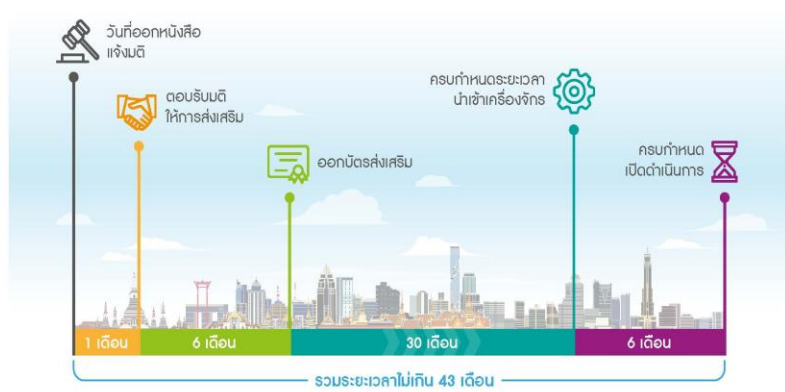 วันที่ออกหนังสือ
แจ้งมติ
ตอบรับมติ
ให้การส่งเสริม
ออกบัตรส่งเสริม
ครบกำหนดระยะเวลา
นำเข้าเครื่องจักร
ครบกำหนด
เปิดดำเนินการ
1 เดือน
6 เดือน
30 เดือน
6 เดือน
รวมระยะเวลาไม่เกิน 43 เดือน